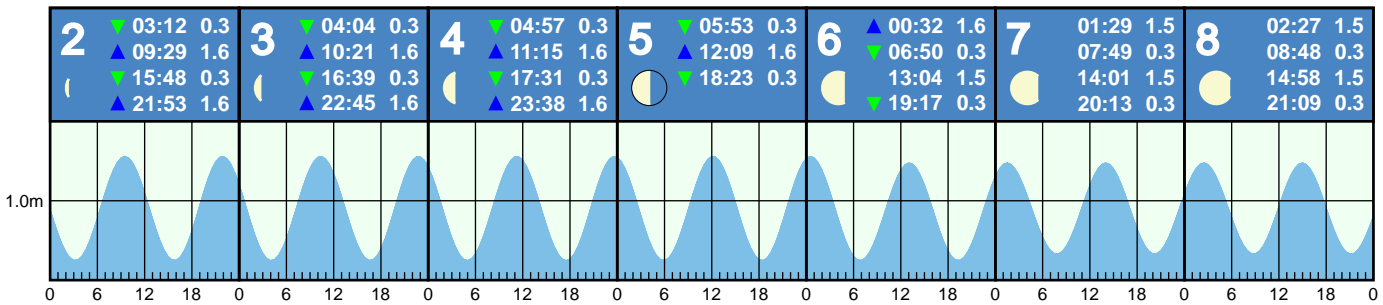 2
▼ 03:12 0.3
▲ 09:29 1.6
▼ 15:48 0.3
▲ 21:53 1.6
3
▼ 04:04 0.3
▲ 10:21 1.6
▼ 16:39 0.3
▲ 22:45 1.6
4
▼ 04:57 0.3
▲ 11:15 1.6
▼ 17:31 0.3
▲ 23:38 1.6
5
▼ 05:53 0.3
▲ 12:09 1.6
▼ 18:23 0.3
6
▲ 00:32 1.6
▼ 06:50 0.3
13:04 1.5
▼ 19:17 0.3
7
01:29 1.5
07:49 0.3
14:01 1.5
20:13 0.3
8
02:27 1.5
08:48 0.3
14:58 1.5
21:09 0.3
1.0m
0 6 12 18 0 6 12 18 0 6 12 18 0 6 12 18 0 6 12 18 0 6 12 18 0 6 12 18 0